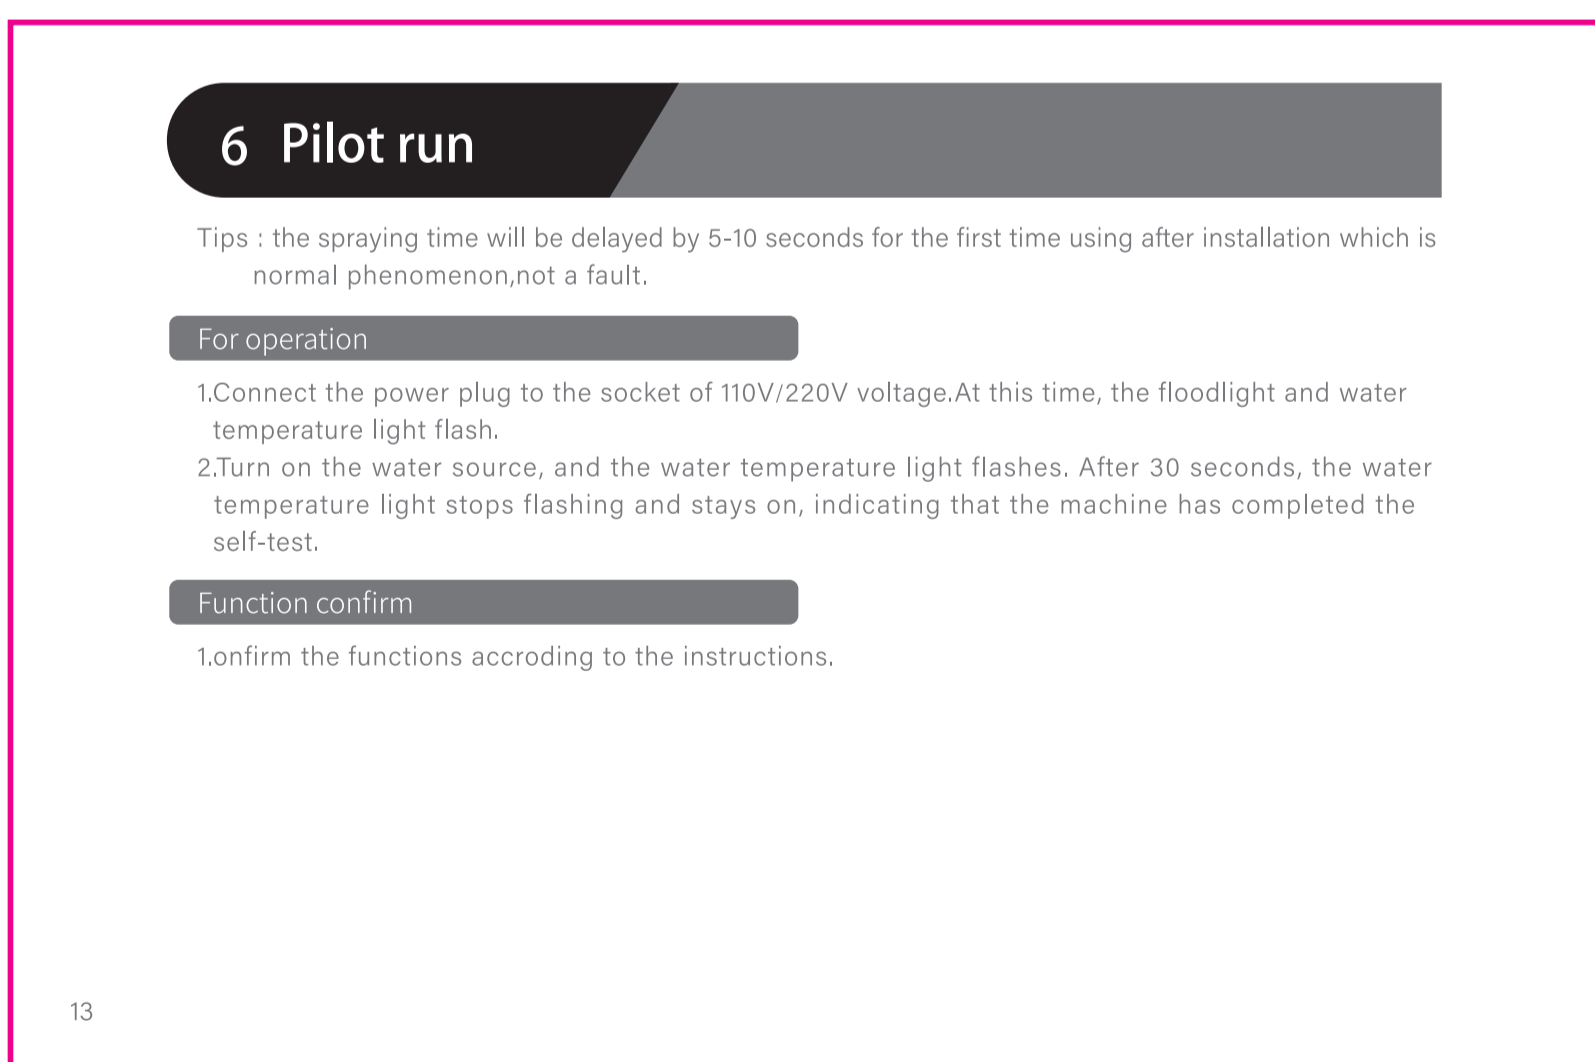 6 Pilot run
Tips : the spraying time will be delayed by 5-10 seconds for the first time using after installation which is
normal phenomenon,not a fault.
For operation
1.Connect the power plug to the socket of 110V/220V voltage.At this time, the floodlight and water
temperature light flash.
2.Turn on the water source, and the water temperature light flashes. After 30 seconds, the water
temperature light stops flashing and stays on, indicating that the machine has completed the
self-test.
Function confirm
1.onfirm the functions accroding to the instructions.
13